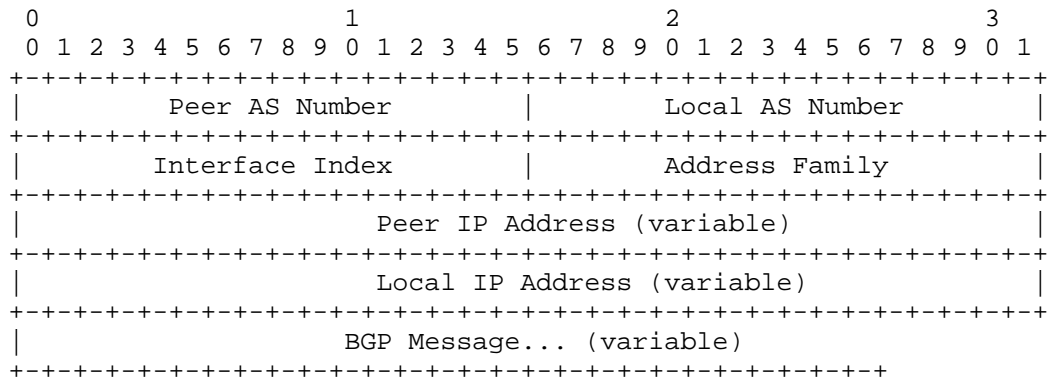 0                   1                   2                   3
 0 1 2 3 4 5 6 7 8 9 0 1 2 3 4 5 6 7 8 9 0 1 2 3 4 5 6 7 8 9 0 1
+-+-+-+-+-+-+-+-+-+-+-+-+-+-+-+-+-+-+-+-+-+-+-+-+-+-+-+-+-+-+-+-+
|         Peer AS Number        |        Local AS Number        |
+-+-+-+-+-+-+-+-+-+-+-+-+-+-+-+-+-+-+-+-+-+-+-+-+-+-+-+-+-+-+-+-+
|        Interface Index        |        Address Family         |
+-+-+-+-+-+-+-+-+-+-+-+-+-+-+-+-+-+-+-+-+-+-+-+-+-+-+-+-+-+-+-+-+
|                      Peer IP Address (variable)               |
+-+-+-+-+-+-+-+-+-+-+-+-+-+-+-+-+-+-+-+-+-+-+-+-+-+-+-+-+-+-+-+-+
|                      Local IP Address (variable)              |
+-+-+-+-+-+-+-+-+-+-+-+-+-+-+-+-+-+-+-+-+-+-+-+-+-+-+-+-+-+-+-+-+
|                    BGP Message... (variable)
+-+-+-+-+-+-+-+-+-+-+-+-+-+-+-+-+-+-+-+-+-+-+-+-+-+-+-+